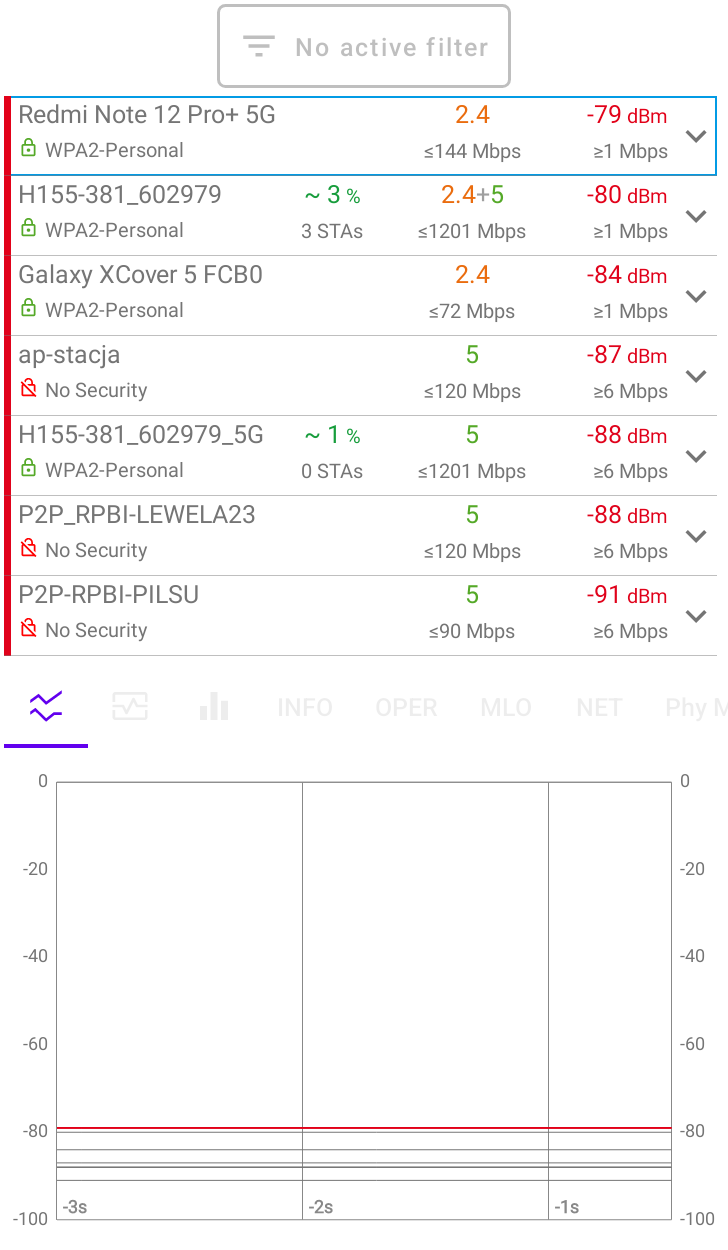 No active filter
Redmi Note 12 Pro+ 5G 2.4 -79 dBm
WPA2-Personal ≤144 Mbps ≥1 Mbps
H155-381_602979 ~ 3 % 2.4+5 -80 dBm
WPA2-Personal 3 STAs ≤1201 Mbps ≥1 Mbps
Galaxy XCover 5 FCB0 2.4 -84 dBm
WPA2-Personal ≤72 Mbps ≥1 Mbps
ap-stacja 5 -87 dBm
No Security ≤120 Mbps ≥6 Mbps
H155-381_602979_5G ~ 1 % 5 -88 dBm
WPA2-Personal 0 STAs ≤1201 Mbps ≥6 Mbps
P2P_RPBI-LEWELA23 5 -88 dBm
No Security ≤120 Mbps ≥6 Mbps
P2P-RPBI-PILSU 5 -91 dBm
No Security ≤90 Mbps ≥6 Mbps
INFO OPER MLO NET Phy M
0 0
-20 -20
-40 -40
-60 -60
-80 -80
-3s -2s -1s
-100 -100